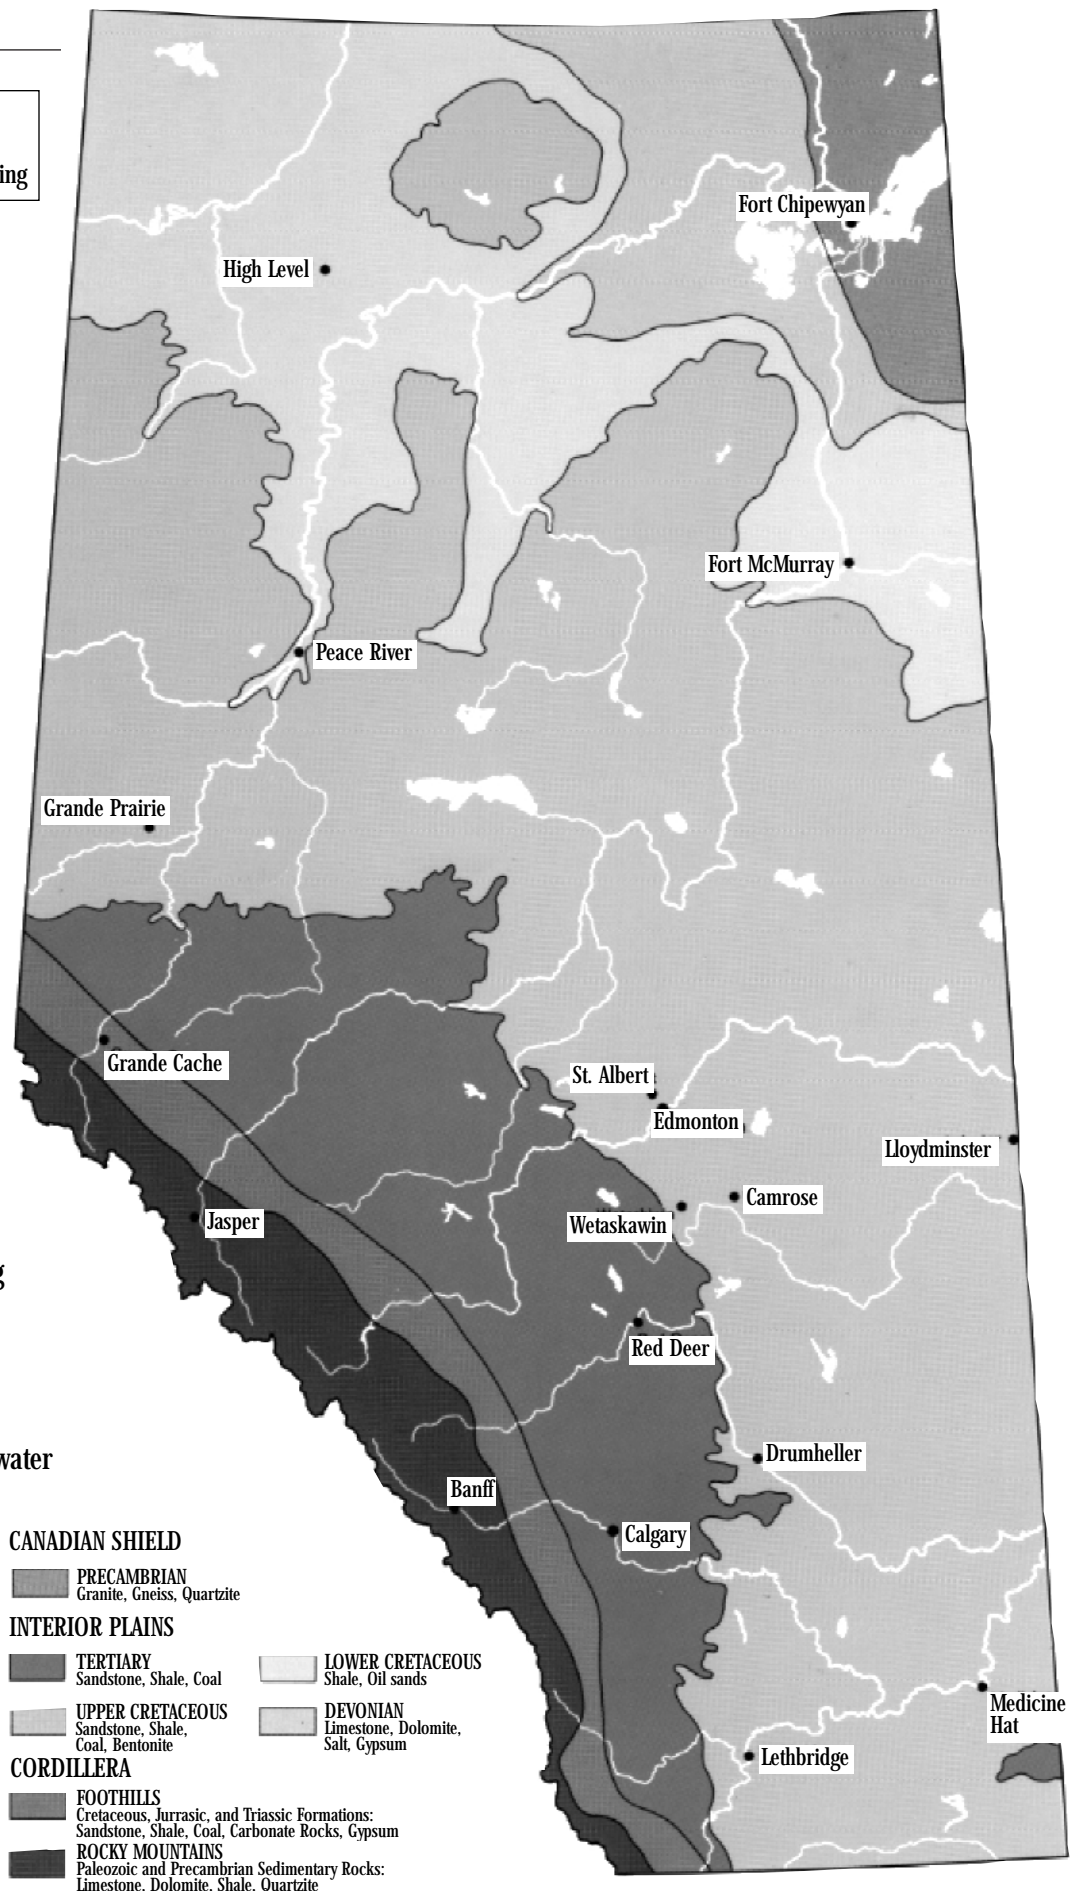 ing
Fort Chipewyan
High Level
Fort McMurray
Peace River
Grande Prairie
Grande Cache
St. Albert
Edmonton
Lloydminster
Camrose
Wetaskawin
Jasper
g
Red Deer
Drumheller
water
Banff
Calgary
CANADIAN SHIELD
PRECAMBRIAN
Granite, Gneiss, Quartzite
INTERIOR PLAINS
TERTIARY
Sandstone, Shale, Coal
LOWER CRETACEOUS
Shale, Oil sands
UPPER CRETACEOUS
Sandstone, Shale,
Coal, Bentonite
DEVONIAN
Limestone, Dolomite,
Salt, Gypsum
Medicine
Hat
Lethbridge
CORDILLERA
FOOTHILLS
Cretaceous, Jurrasic, and Triassic Formations:
Sandstone, Shale, Coal, Carbonate Rocks, Gypsum
ROCKY MOUNTAINS
Paleozoic and Precambrian Sedimentary Rocks:
Limestone, Dolomite, Shale, Quartzite